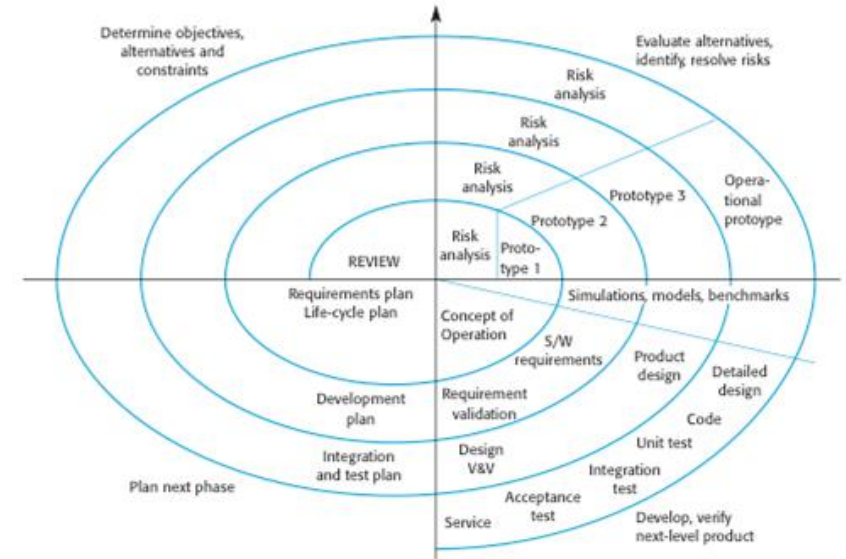 Determine objectives,
alternatives and
constraints
Evaluate alternatives,
identify, resolve risks
Risk
analysis
Risk
analysis
Risk
analysis
Risk
analysis
Proto-
type 1
Prototype 2
Prototype 3
Opera-
tional
protoype
REVIEW
Requirements plan
Life-cycle plan
Simulations, models, benchmarks
Concept of
Operation
S/W
requirements
Product
design
Detailed
design
Development
plan
Requirement
validation
Code
Unit test
Integration
and test plan
Design
V&V
Integration
test
Acceptance
test
Service
Plan next phase
Develop, verify
next-level product